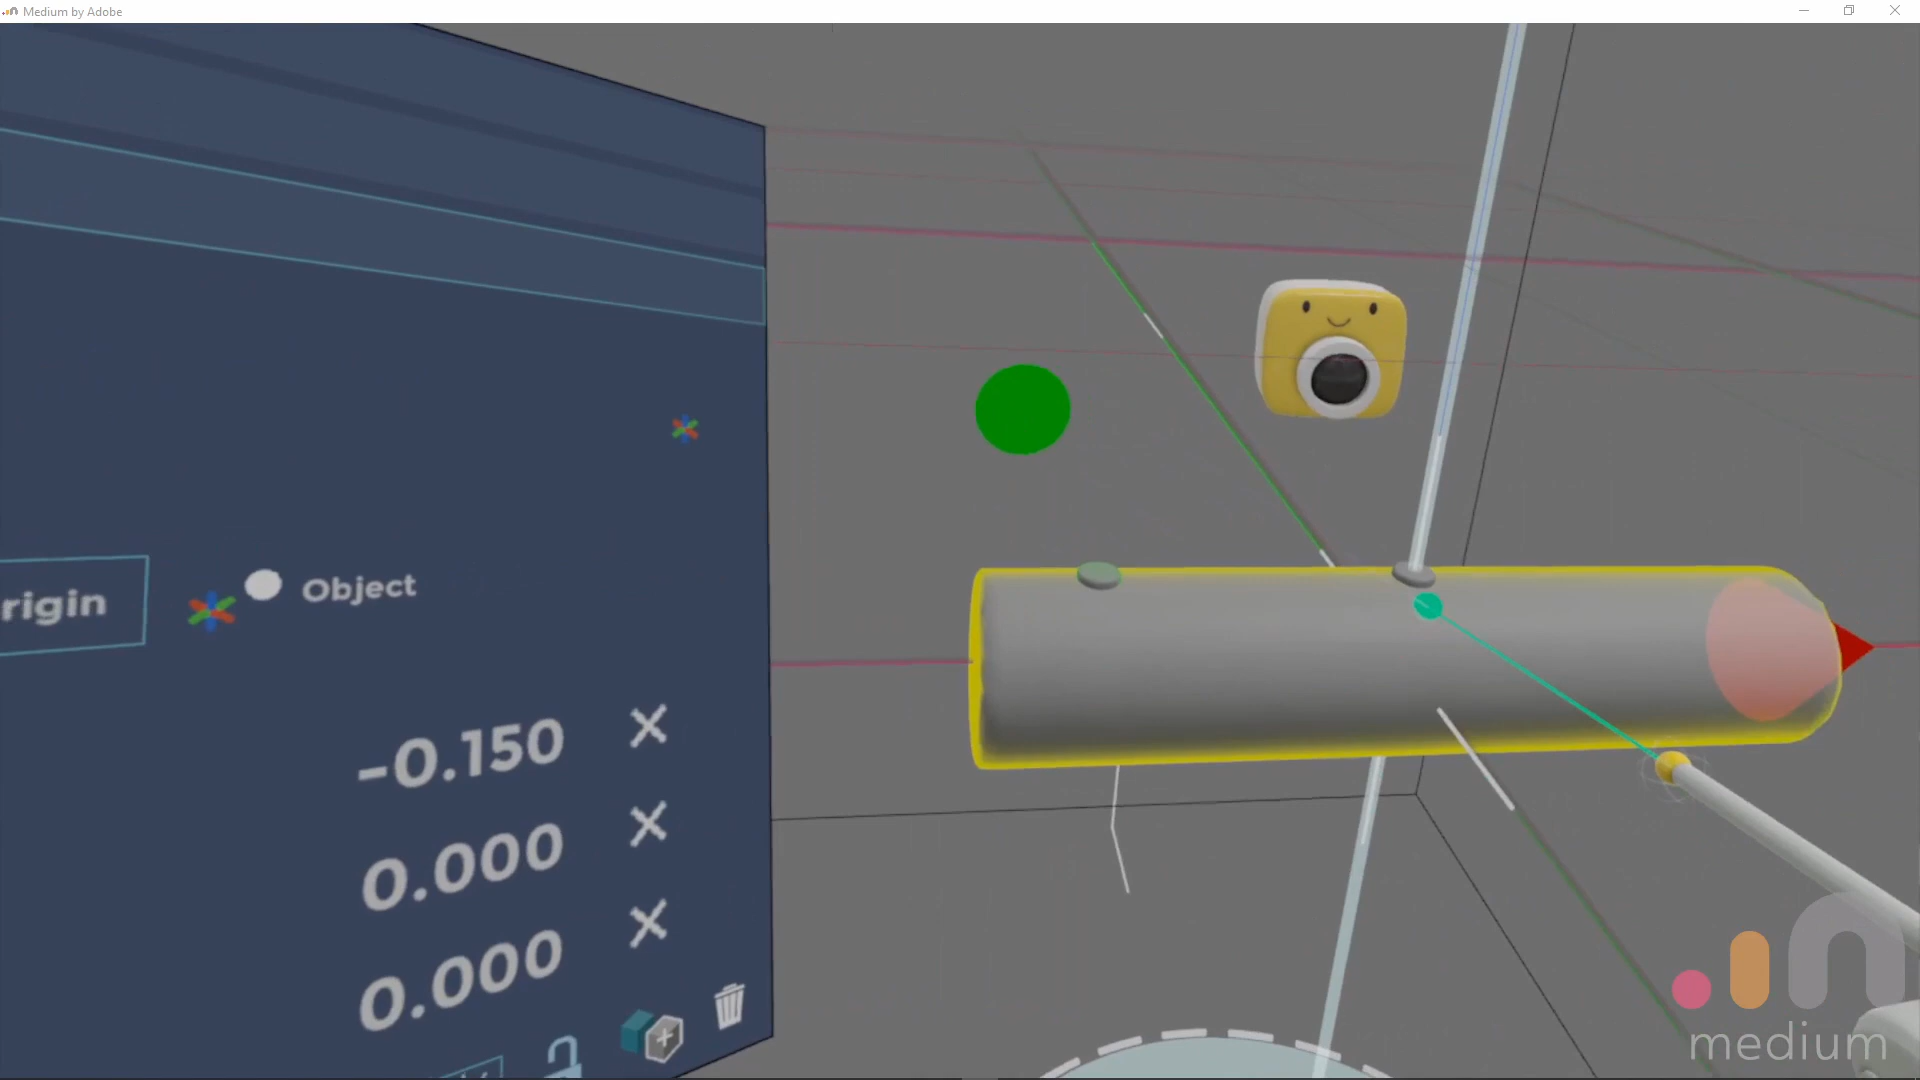 Medium by Adobe
rigin
Object
-0.150
0.000
0.000
medium